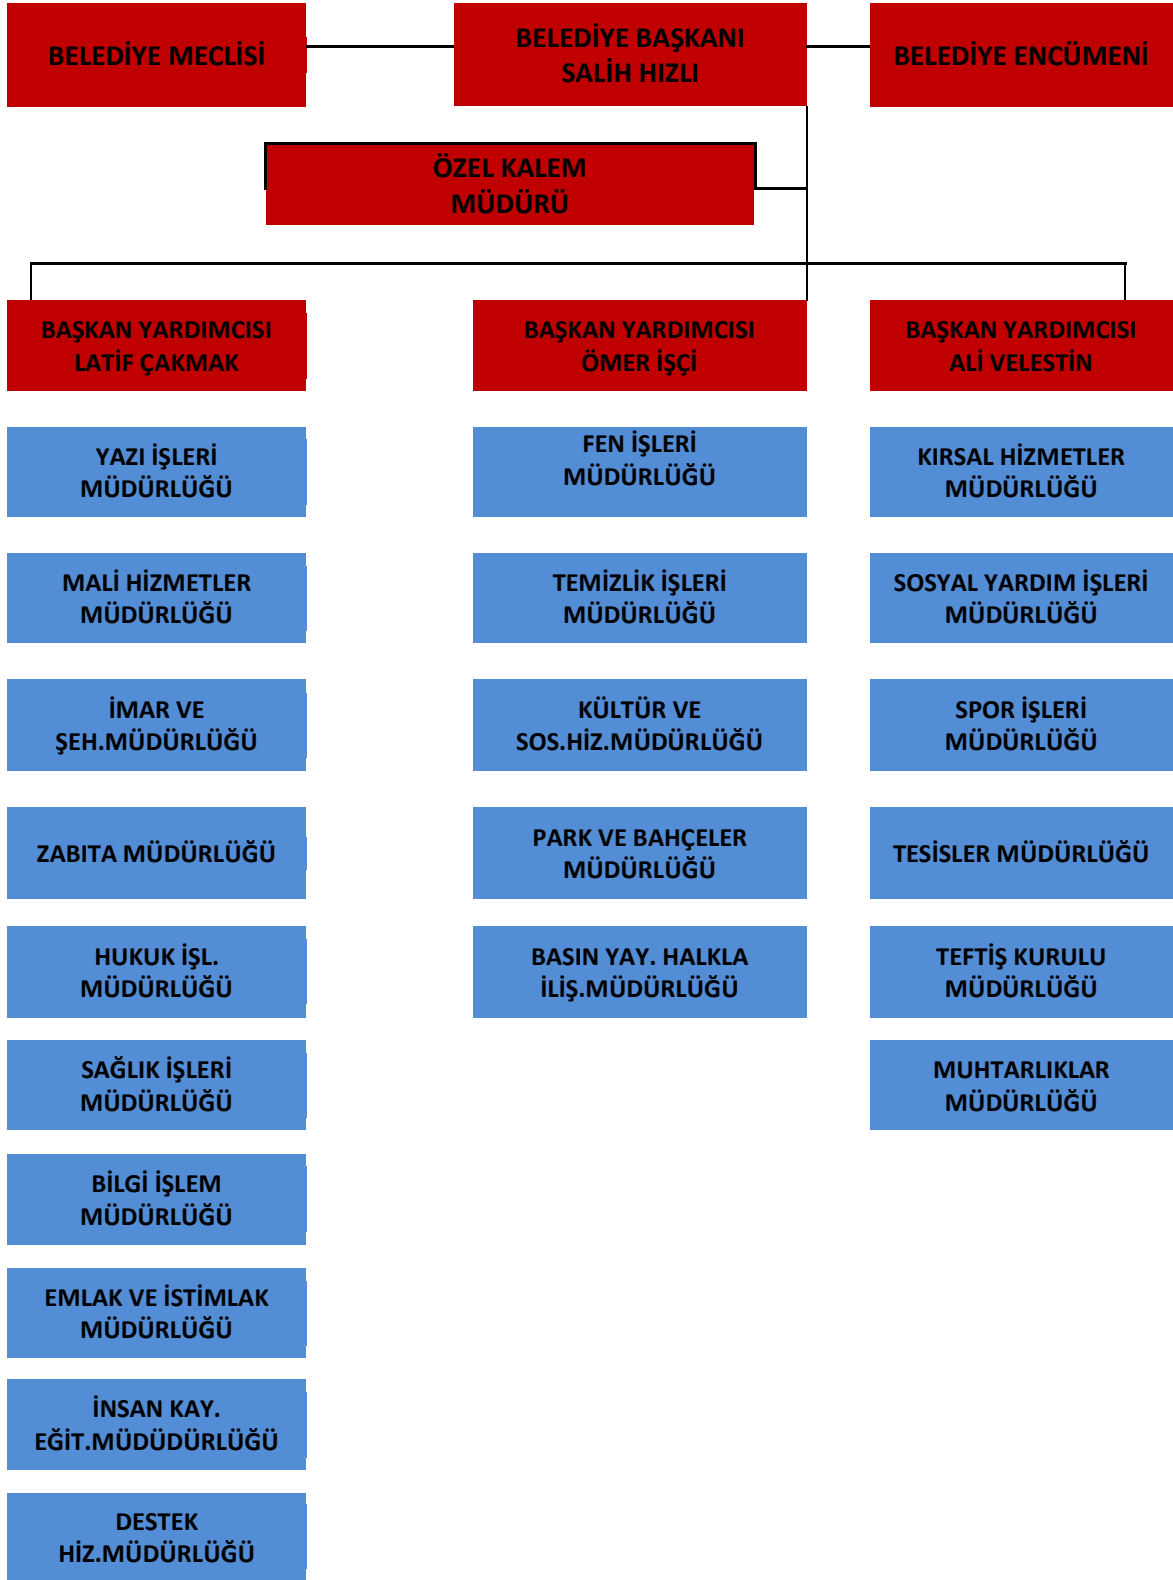 BELEDİYE MECLİSİ
BELEDİYE BAŞKANI
SALİH HIZLI
BELEDİYE ENCÜMENİ
ÖZEL KALEM
MÜDÜRÜ
BAŞKAN YARDIMCISI
LATİF ÇAKMAK
BAŞKAN YARDIMCISI
ÖMER İŞÇİ
BAŞKAN YARDIMCISI
ALİ VELESTİN
YAZI İŞLERİ
MÜDÜRLÜĞÜ
FEN İŞLERİ
MÜDÜRLÜĞÜ
KIRSAL HİZMETLER
MÜDÜRLÜĞÜ
MALİ HİZMETLER
MÜDÜRLÜĞÜ
TEMİZLİK İŞLERİ
MÜDÜRLÜĞÜ
SOSYAL YARDIM İŞLERİ
MÜDÜRLÜĞÜ
İMAR VE
ŞEH.MÜDÜRLÜĞÜ
KÜLTÜR VE
SOS.HİZ.MÜDÜRLÜĞÜ
SPOR İŞLERİ
MÜDÜRLÜĞÜ
ZABITA MÜDÜRLÜĞÜ
PARK VE BAHÇELER
MÜDÜRLÜĞÜ
TESİSLER MÜDÜRLÜĞÜ
HUKUK İŞL.
MÜDÜRLÜĞÜ
BASIN YAY. HALKLA
İLİŞ.MÜDÜRLÜĞÜ
TEFTİŞ KURULU
MÜDÜRLÜĞÜ
SAĞLIK İŞLERİ
MÜDÜRLÜĞÜ
MUHTARLIKLAR
MÜDÜRLÜĞÜ
BİLGİ İŞLEM
MÜDÜRLÜĞÜ
EMLAK VE İSTİMLAK
MÜDÜRLÜĞÜ
İNSAN KAY.
EĞİT.MÜDÜDÜRLÜĞÜ
DESTEK
HİZ.MÜDÜRLÜĞÜ